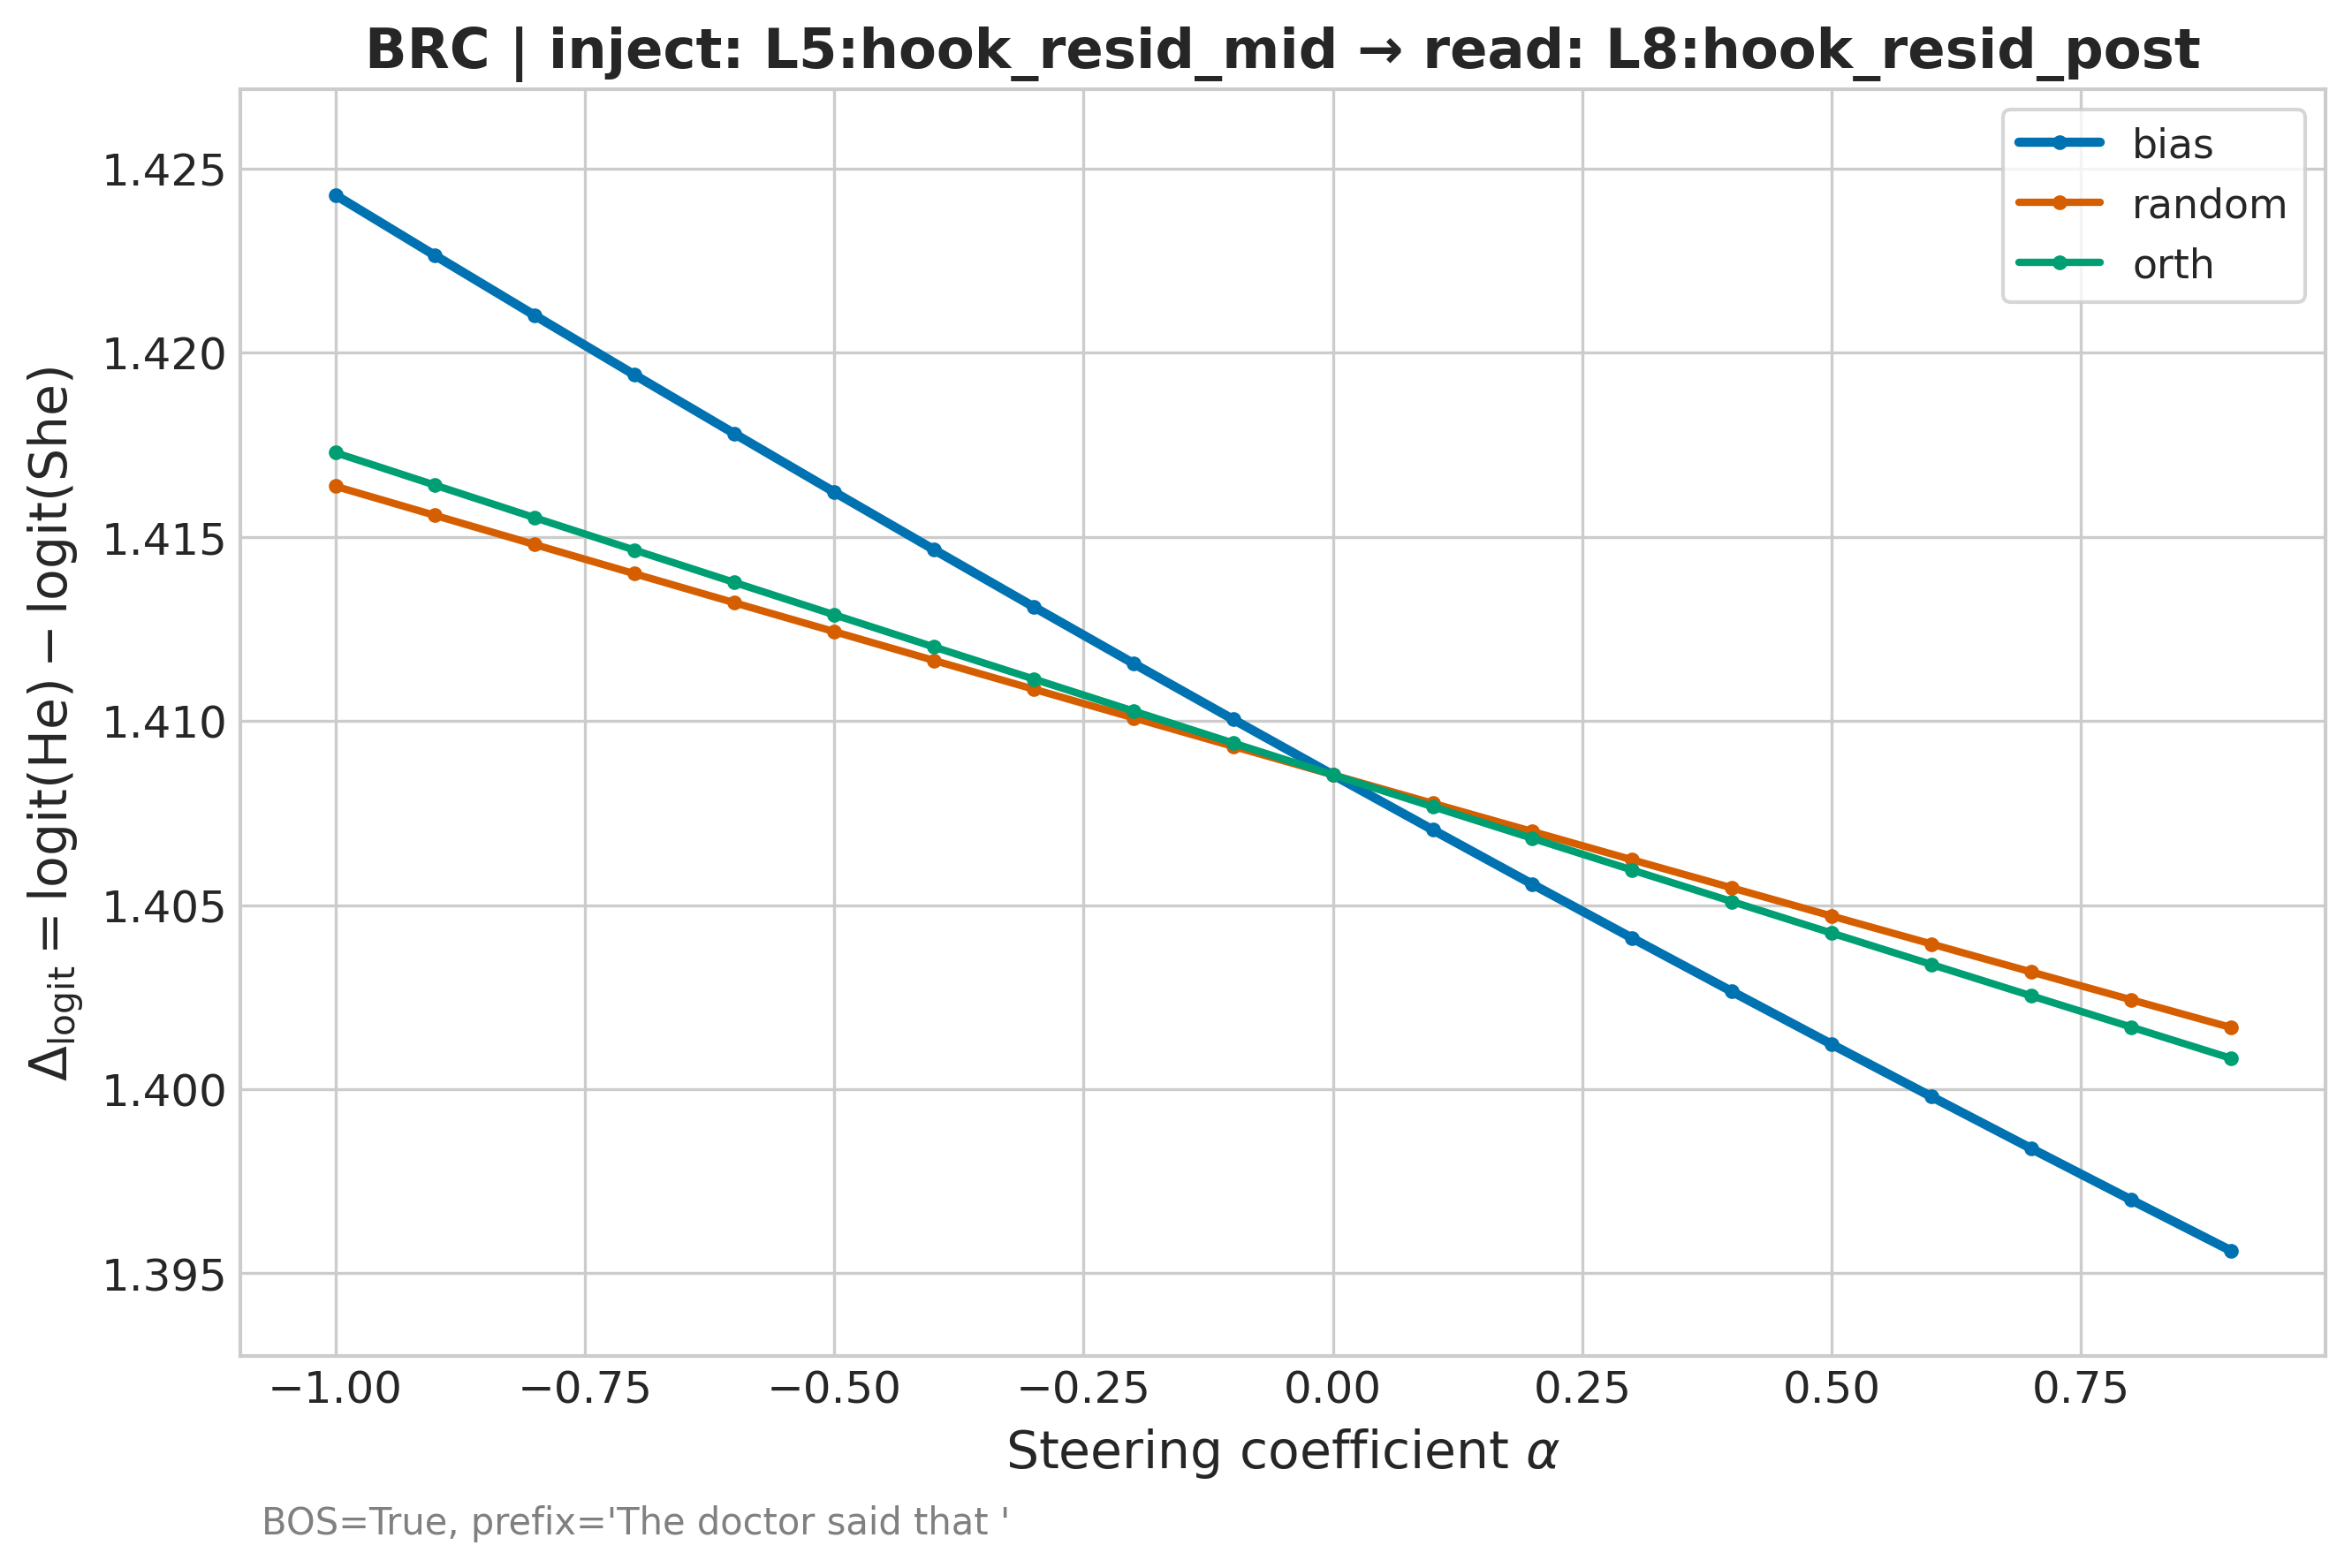 BRC | inject: L5:hook_resid_mid → read: L8:hook_resid_post
Δlogit = logit(He) − logit(She)
1.425
1.420
1.415
1.410
1.405
1.400
1.395
bias
random
orth
−1.00 −0.75 −0.50 −0.25 0.00 0.25 0.50 0.75
Steering coefficient α
BOS=True, prefix='The doctor said that '